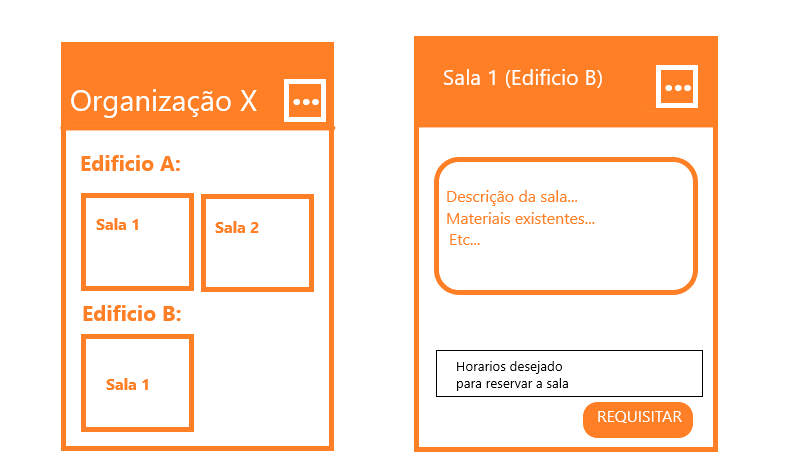 Organização X
Edificio A:
Sala 1
Sala 2
Edificio B:
Sala 1
Sala 1 (Edificio B)
Descrição da sala...
Materiais existentes...
Etc...
Horarios desejado
para reservar a sala
REQUISITAR